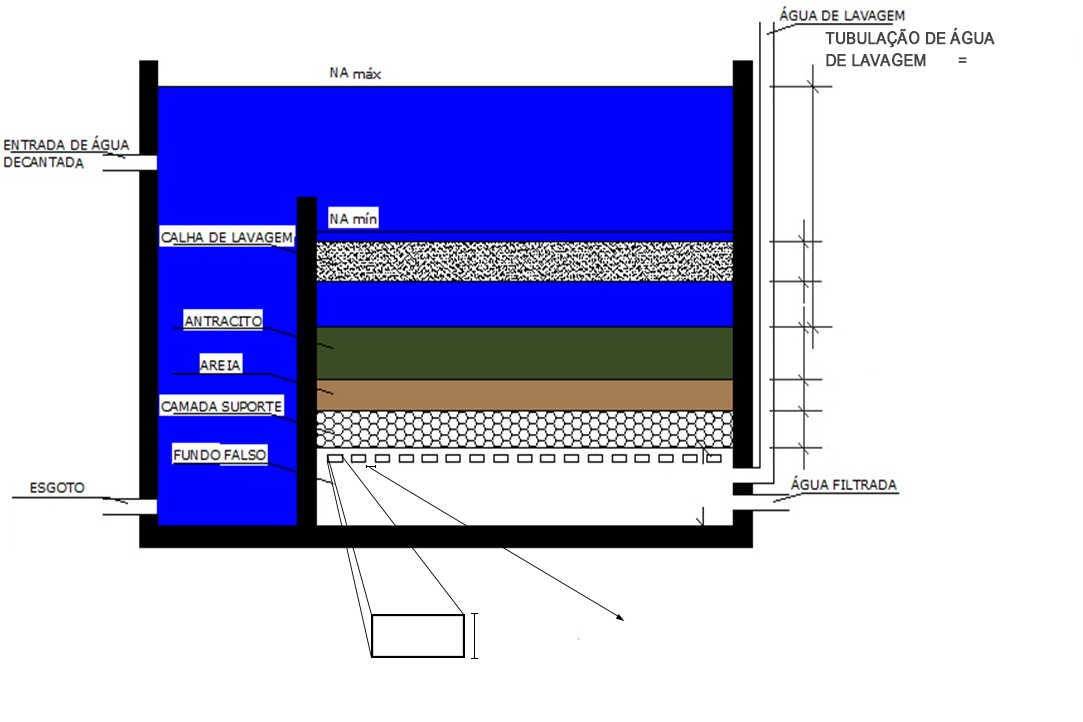 ÁGUA DE LAVAGEM
TUBULAÇÃO DE ÁGUA
DE LAVAGEM =
NA máx
ENTRADA DE ÁGUA
DECANTADA
NA mín
CALHA DE LAVAGEM
ANTRACITO
AREIA
CAMADA SUPORTE
FUNDO FALSO
ESGOTO
ÁGUA FILTRADA